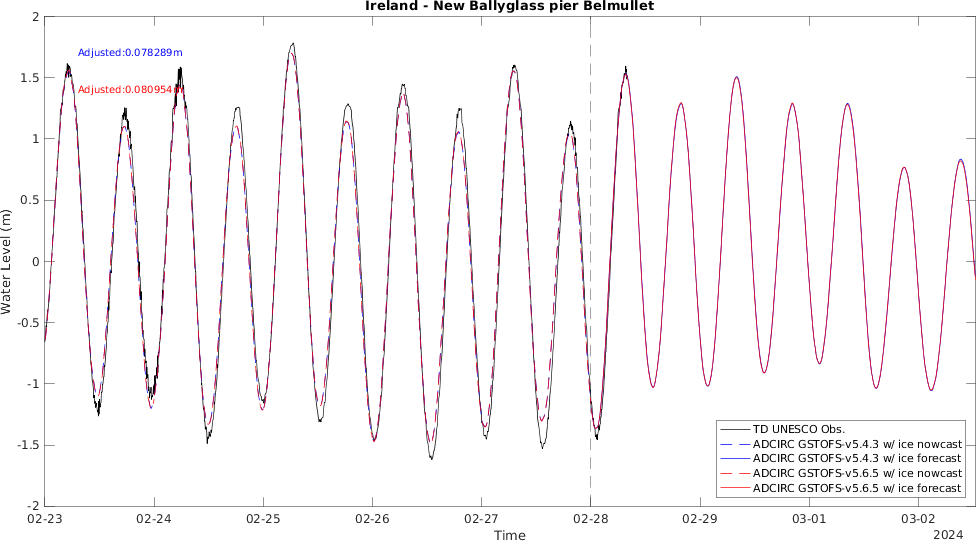 Ireland - New Ballyglass pier Belmullet
2
1.5
1
0.5
0
-0.5
-1
-1.5
-2
Water Level (m)
Adjusted:0.078289m
Adjusted:0.080954m
TD UNESCO Obs.
ADCIRC GSTOFS-v5.4.3 w/ ice nowcast
ADCIRC GSTOFS-v5.4.3 w/ ice forecast
ADCIRC GSTOFS-v5.6.5 w/ ice nowcast
ADCIRC GSTOFS-v5.6.5 w/ ice forecast
02-23 02-24 02-25 02-26 02-27 02-28 02-29 03-01 03-02
Time
2024